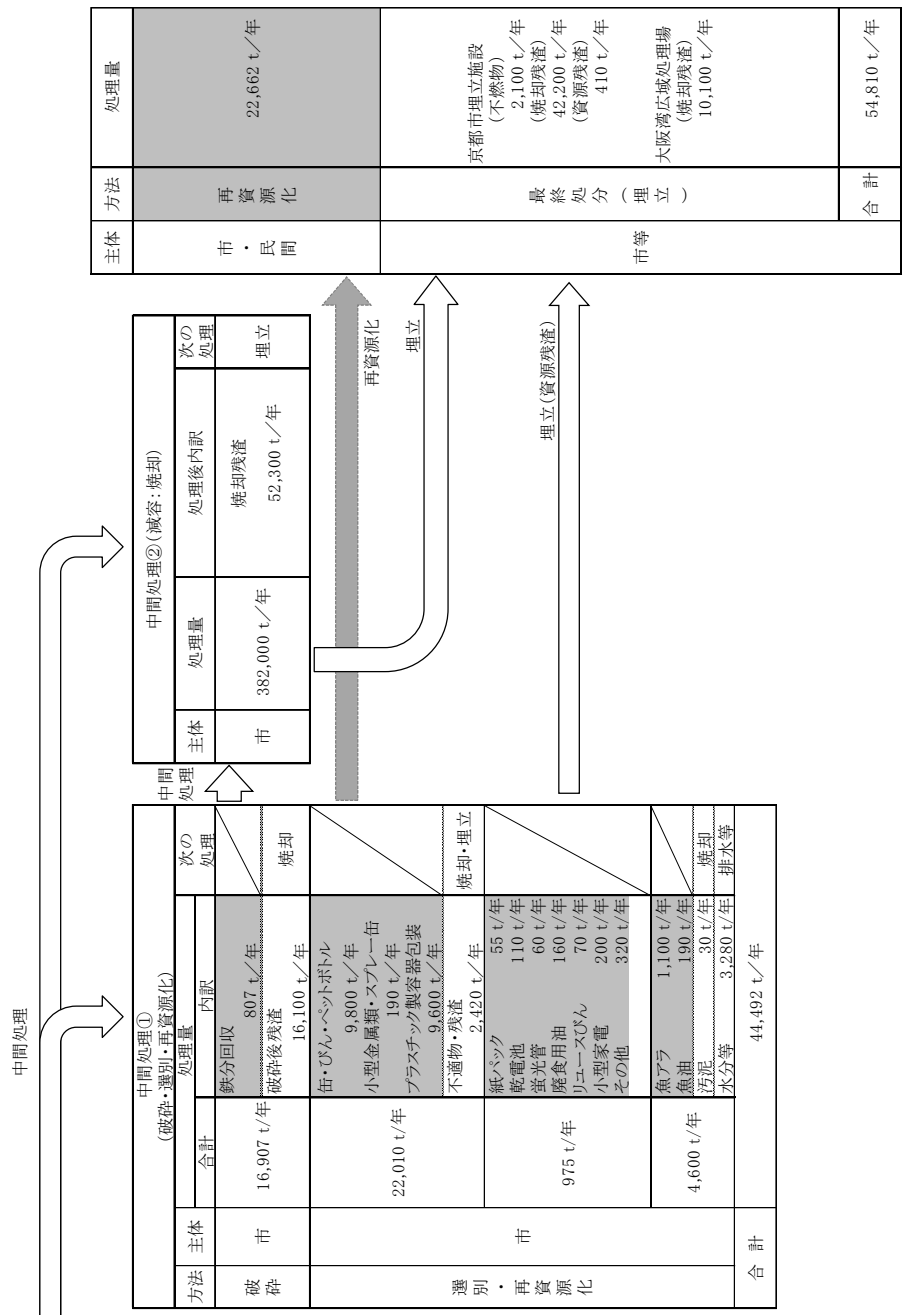 中間処理
中間処理①
(破砕・選別・再資源化)
方法
主体
処理量
次の
処理
合計
内訳
破
砕
市
16,907 t/年
鉄分回収
807 t/年
破砕後残渣
16,100 t/年
焼却
選
別
・
再
資
源
化
市
22,010 t/年
缶・びん・ペットボトル
9,800 t/年
小型金属類・スプレー缶
190 t/年
プラスチック製容器包装
9,600 t/年
不適物・残渣
2,420 t/年
焼却・埋立
975 t/年
紙パック 55 t/年
乾電池 110 t/年
蛍光管 60 t/年
廃食用油 160 t/年
リユースびん 70 t/年
小型家電 200 t/年
その他 320 t/年
4,600 t/年
魚アラ 1,100 t/年
魚油 190 t/年
汚泥 30 t/年
焼却
水分等 3,280 t/年
排水等
合 計
44,492 t/年
中間
処理
中間処理②(減容:焼却)
主体
処理量
処理後内訳
次の
処理
市
382,000 t/年
焼却残渣
52,300 t/年
埋立
再資源化
埋立
埋立(資源残渣)
主体
方法
処理量
市
・
民
間
再
資
源
化
22,662 t/年
市等
最
終
処
分
(
埋
立
)
京都市埋立施設
(不燃物)
2,100 t/年
(焼却残渣)
42,200 t/年
(資源残渣)
410 t/年
大阪湾広域処理場
(焼却残渣)
10,100 t/年
合 計
54,810 t/年